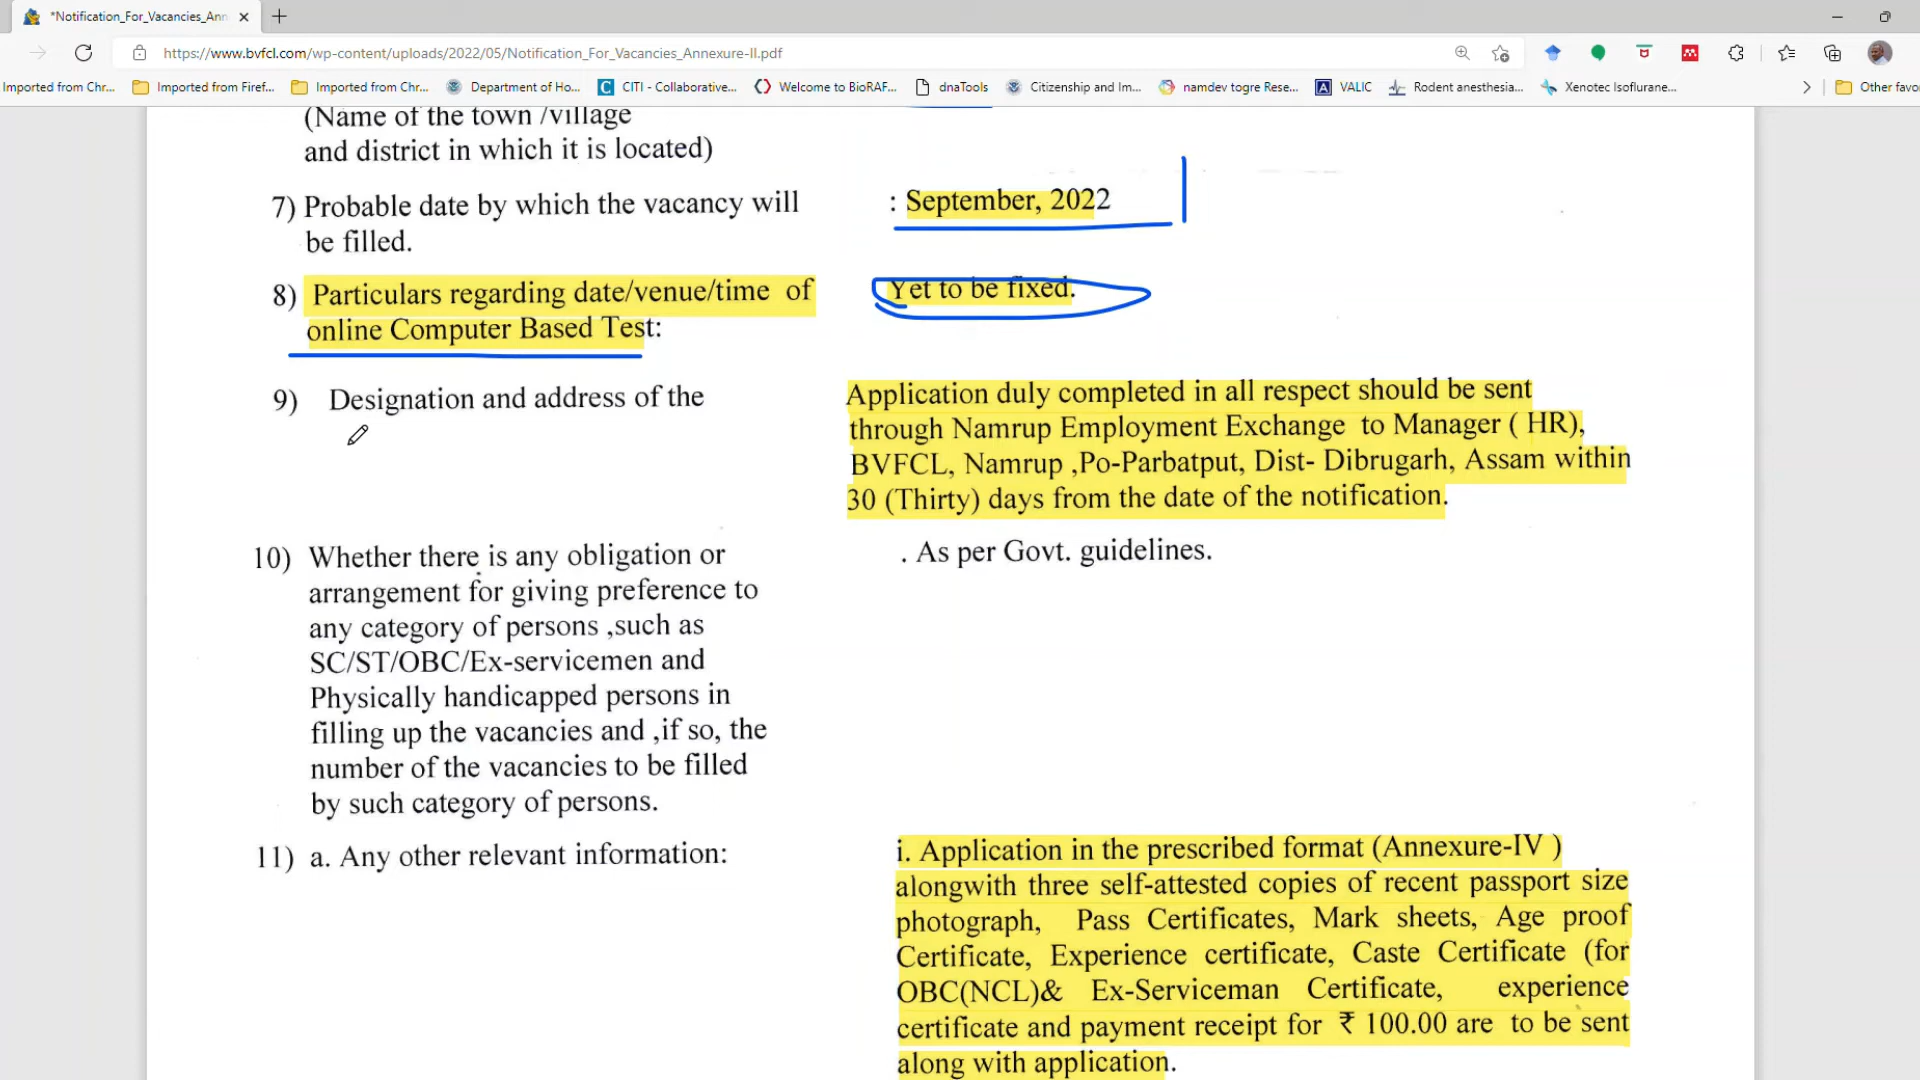 *Notification_For_Vacancies_Ann
https://www.bvfcl.com/wp-content/uploads/2022/05/Notification_For_Vacancies_Annexure-II.pdf
Imported from Chr...
Imported from Firef...
Imported from Chr...
Department of Ho...
CITI - Collaborative...
Welcome to BioRAF...
dnaTools
Citizenship and Im...
namdev togre Rese...
VALIC
Rodent anesthesia...
Xenotec Isoflurane...
Other favo
(Name of the town /village
and district in which it is located)
7) Probable date by which the vacancy will : September, 2022
be filled.
8) Particulars regarding date/venue/time of Yet to be fixed.
online Computer Based Test:
9) Designation and address of the
Application duly completed in all respect should be sent
through Namrup Employment Exchange to Manager ( HR),
BVFCL, Namrup ,Po-Parbatput, Dist- Dibrugarh, Assam within
30 (Thirty) days from the date of the notification.
10) Whether there is any obligation or . As per Govt. guidelines.
arrangement for giving preference to
any category of persons ,such as
SC/ST/OBC/Ex-servicemen and
Physically handicapped persons in
filling up the vacancies and ,if so, the
number of the vacancies to be filled
by such category of persons.
11) a. Any other relevant information:
i. Application in the prescribed format (Annexure-IV )
alongwith three self-attested copies of recent passport size
photograph, Pass Certificates, Mark sheets, Age proof
Certificate, Experience certificate, Caste Certificate (for
OBC(NCL)& Ex-Serviceman Certificate, experience
certificate and payment receipt for ₹ 100.00 are to be sent
along with application.